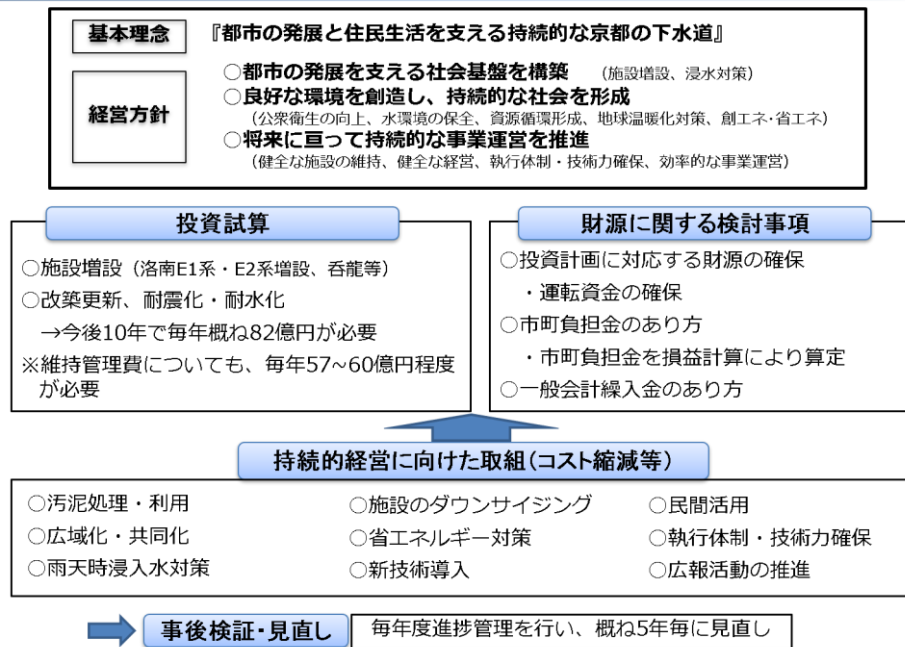 基本理念
『都市の発展と住民生活を支える持続的な京都の下水道』
経営方針
○都市の発展を支える社会基盤を構築 （施設増設、浸水対策）
○良好な環境を創造し、持続的な社会を形成
（公衆衛生の向上、水環境の保全、資源循環形成、地球温暖化対策、創エネ・省エネ）
○将来に亘って持続的な事業運営を推進
（健全な施設の維持、健全な経営、執行体制・技術力確保、効率的な事業運営）
投資試算
○施設増設（洛南E1系・E2系増設、呑龍等）
○改築更新、耐震化・耐水化
→今後10年で毎年概ね82億円が必要
※維持管理費についても、毎年57~60億円程度
が必要
財源に関する検討事項
○投資計画に対応する財源の確保
・運転資金の確保
○市町負担金のあり方
・市町負担金を損益計算により算定
○一般会計繰入金のあり方
持続的経営に向けた取組（コスト縮減等）
○汚泥処理・利用 ○施設のダウンサイジング ○民間活用
○広域化・共同化 ○省エネルギー対策 ○執行体制・技術力確保
○雨天時浸入水対策 ○新技術導入 ○広報活動の推進
事後検証・見直し
毎年度進捗管理を行い、概ね5年毎に見直し